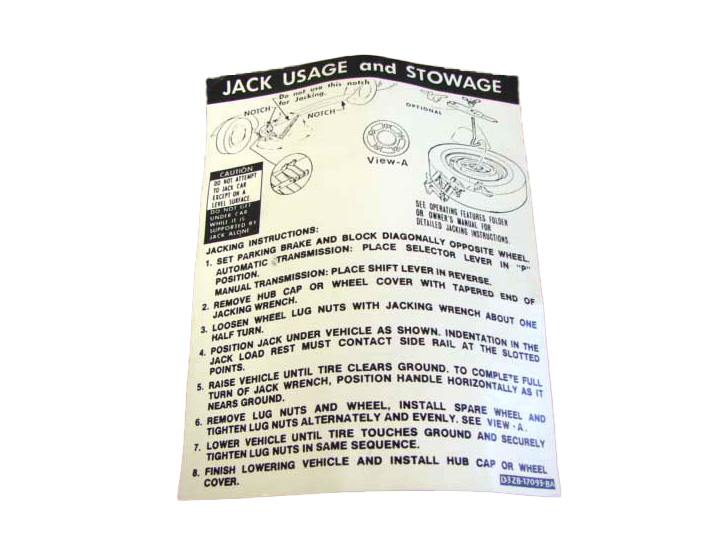 JACK USAGE and STOWAGE
Do not use this notch
for Jacking.
NOTCH
NOTCH
OPTIONAL
View-A
CAUTION
DO NOT ATTEMPT
TO JACK CAR
EXCEPT ON A
LEVEL SURFACE
DO NOT GET
UNDER CAR
WHILE IT IS
SUPPORTED BY
JACK ALONE
SEE OPERATING FEATURES FOLDER
OR OWNER'S MANUAL FOR
DETAILED JACKING INSTRUCTIONS.
JACKING INSTRUCTIONS:
1. SET PARKING BRAKE AND BLOCK DIAGONALLY OPPOSITE WHEEL.
AUTOMATIC TRANSMISSION: PLACE SELECTOR LEVER IN "P"
POSITION.
MANUAL TRANSMISSION: PLACE SHIFT LEVER IN REVERSE.
2. REMOVE HUB CAP OR WHEEL COVER WITH TAPERED END OF
JACKING WRENCH.
3. LOOSEN WHEEL LUG NUTS WITH JACKING WRENCH ABOUT ONE
HALF TURN.
4. POSITION JACK UNDER VEHICLE AS SHOWN. INDENTATION IN THE
JACK LOAD REST MUST CONTACT SIDE RAIL AT THE SLOTTED
POINTS.
5. RAISE VEHICLE UNTIL TIRE CLEARS GROUND. TO COMPLETE FULL
TURN OF JACK WRENCH, POSITION HANDLE HORIZONTALLY AS IT
NEARS GROUND.
6. REMOVE LUG NUTS AND WHEEL, INSTALL SPARE WHEEL AND
TIGHTEN LUG NUTS ALTERNATELY AND EVENLY. SEE VIEW-A.
7. LOWER VEHICLE UNTIL TIRE TOUCHES GROUND AND SECURELY
TIGHTEN LUG NUTS IN SAME SEQUENCE.
8. FINISH LOWERING VEHICLE AND INSTALL HUB CAP OR WHEEL
COVER.
D3ZB-17093-BA